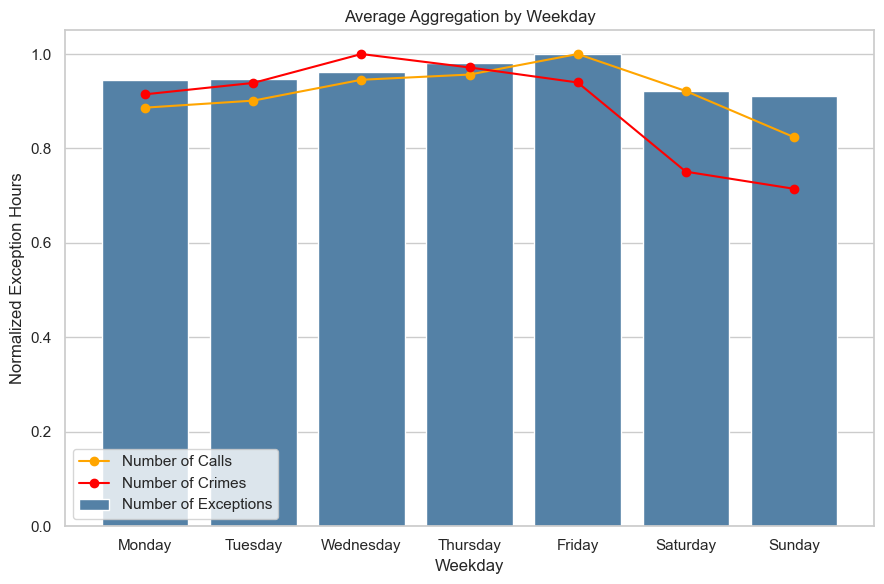 Average Aggregation by Weekday
Normalized Exception Hours
1.0
0.8
0.6
0.4
0.2
0.0
Number of Calls
Number of Crimes
Number of Exceptions
Monday Tuesday Wednesday Thursday Friday Saturday Sunday
Weekday